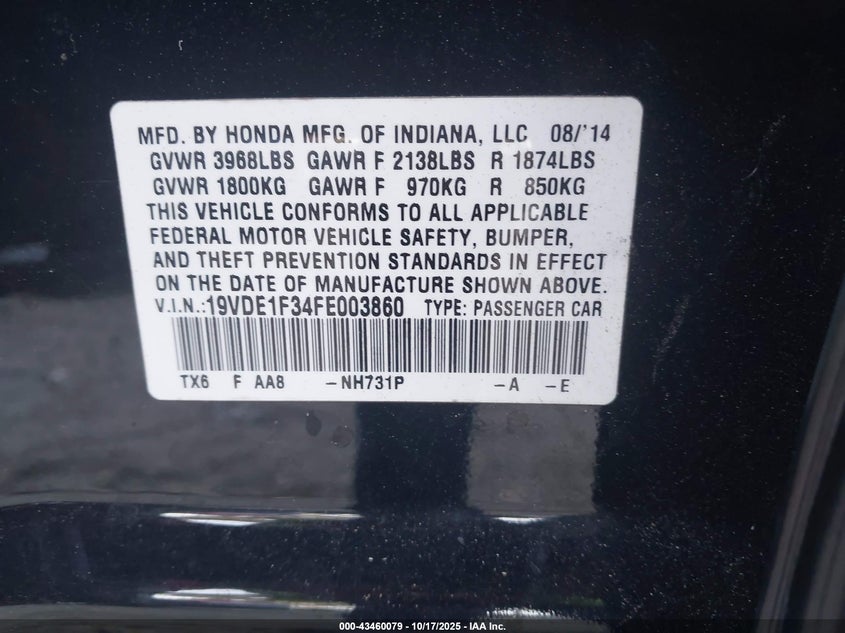 MFD. BY HONDA MFG. OF INDIANA, LLC 08/'14
GVWR 3968LBS GAWR F 2138LBS R 1874LBS
GVWR 1800KG GAWR F 970KG R 850KG
THIS VEHICLE CONFORMS TO ALL APPLICABLE
FEDERAL MOTOR VEHICLE SAFETY, BUMPER,
AND THEFT PREVENTION STANDARDS IN EFFECT
ON THE DATE OF MANUFACTURE SHOWN ABOVE.
V.I.N.:19VDE1F34FE003860 TYPE: PASSENGER CAR
TX6 F AA8 -NH731P -A -E
000-43460079 - 10/17/2025 - IAA Inc.